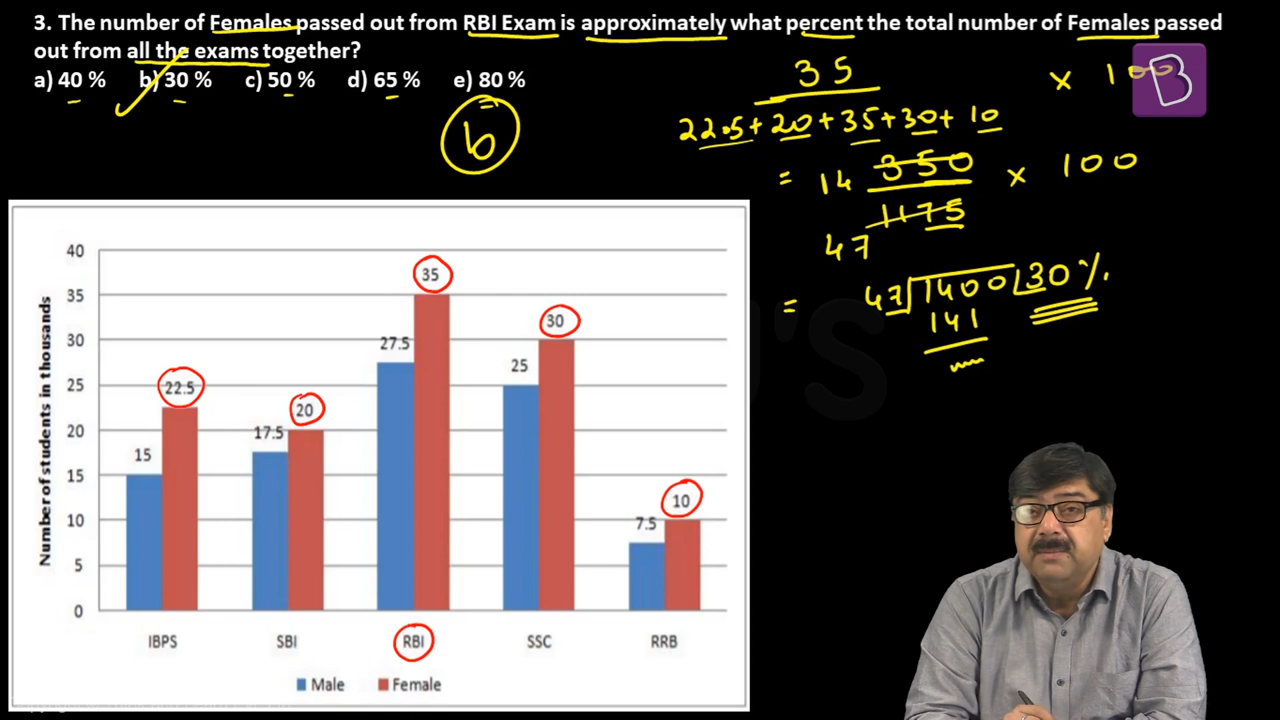 3. The number of Females passed out from RBI Exam is approximately what percent the total number of Females passed
out from all the exams together?
a) 40 % b) 30 % c) 50 % d) 65 % e) 80 %
b
35 × 100
22.5 + 20 + 35 + 30 + 10
= 14 350 × 100
1175
47
= 47 1400 30 %.
141
B
Number of students in thousands
40
35
30
25
20
15
10
5
0
15
22.5
17.5
20
27.5
35
25
30
7.5
10
IBPS SBI RBI SSC RRB
Male Female